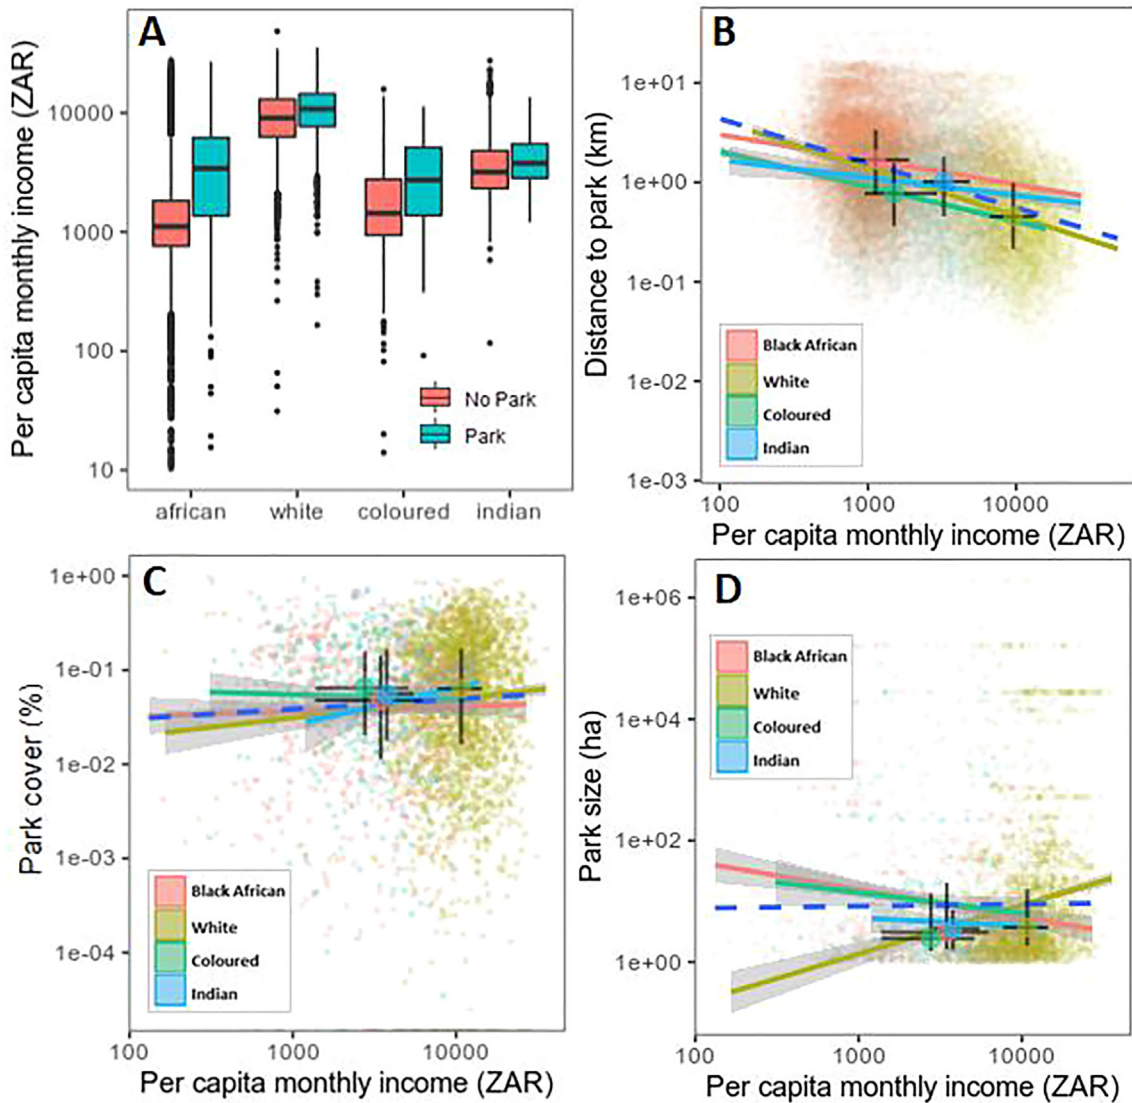 A
Per capita monthly income (ZAR)
10000
1000
100
10
No Park
Park
african white coloured indian
B
Distance to park (km)
1e+01
1e+00
1e-01
1e-02
1e-03
Black African
White
Coloured
Indian
100 1000 10000
Per capita monthly income (ZAR)
C
Park cover (%)
1e+00
1e-01
1e-02
1e-03
1e-04
Black African
White
Coloured
Indian
100 1000 10000
Per capita monthly income (ZAR)
D
Park size (ha)
1e+06
1e+04
1e+02
1e+00
Black African
White
Coloured
Indian
100 1000 10000
Per capita monthly income (ZAR)